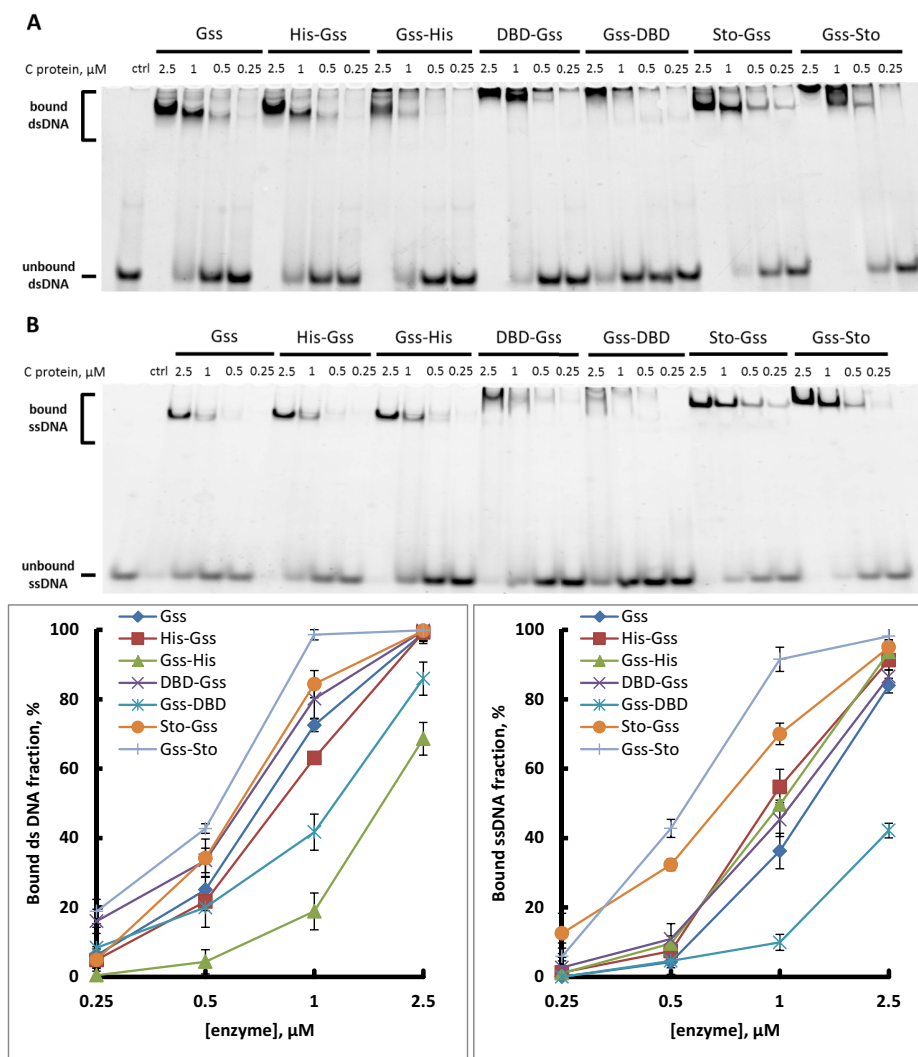 A
Gss His-Gss Gss-His DBD-Gss Gss-DBD Sto-Gss Gss-Sto
C protein, μM ctrl 2.5 1 0.5 0.25 2.5 1 0.5 0.25 2.5 1 0.5 0.25 2.5 1 0.5 0.25 2.5 1 0.5 0.25 2.5 1 0.5 0.25 2.5 1 0.5 0.25
bound
dsDNA
unbound
dsDNA
B
Gss His-Gss Gss-His DBD-Gss Gss-DBD Sto-Gss Gss-Sto
C protein, μM ctrl 2.5 1 0.5 0.25 2.5 1 0.5 0.25 2.5 1 0.5 0.25 2.5 1 0.5 0.25 2.5 1 0.5 0.25 2.5 1 0.5 0.25 2.5 1 0.5 0.25
bound
ssDNA
unbound
ssDNA
Bound ds DNA fraction, %
100
80
60
40
20
0
Gss
His-Gss
Gss-His
DBD-Gss
Gss-DBD
Sto-Gss
Gss-Sto
0.25 0.5 1 2.5
[enzyme], μM
Bound ssDNA fraction, %
100
80
60
40
20
0
Gss
His-Gss
Gss-His
DBD-Gss
Gss-DBD
Sto-Gss
Gss-Sto
0.25 0.5 1 2.5
[enzyme], μM